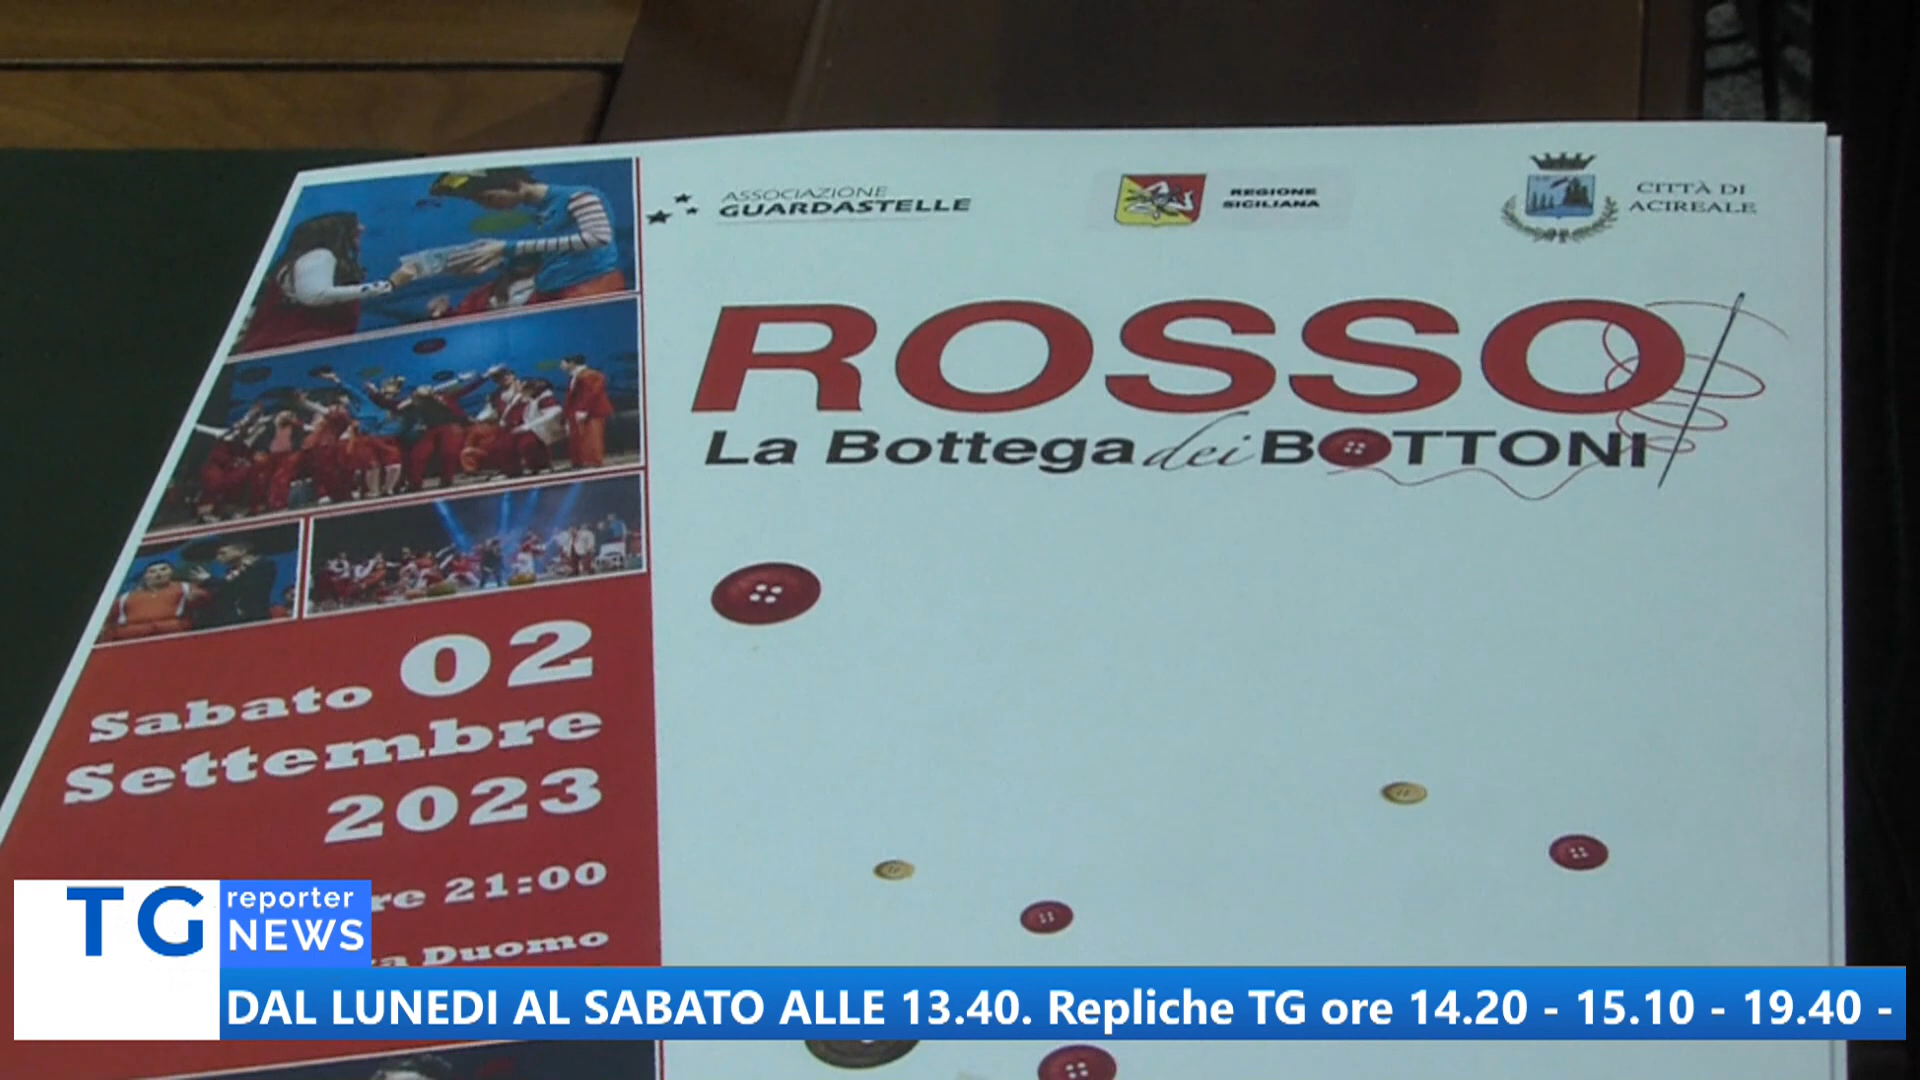 ASSOCIAZIONE
GUARDASTELLE
REGIONE
SICILIANA
CITTÀ DI
ACIREALE
ROSSO
La Bottega dei BOTTONI
Sabato 02
Settembre
2023
re 21:00
a Duomo
TG reporter
NEWS
DAL LUNEDI AL SABATO ALLE 13.40. Repliche TG ore 14.20 - 15.10 - 19.40 -